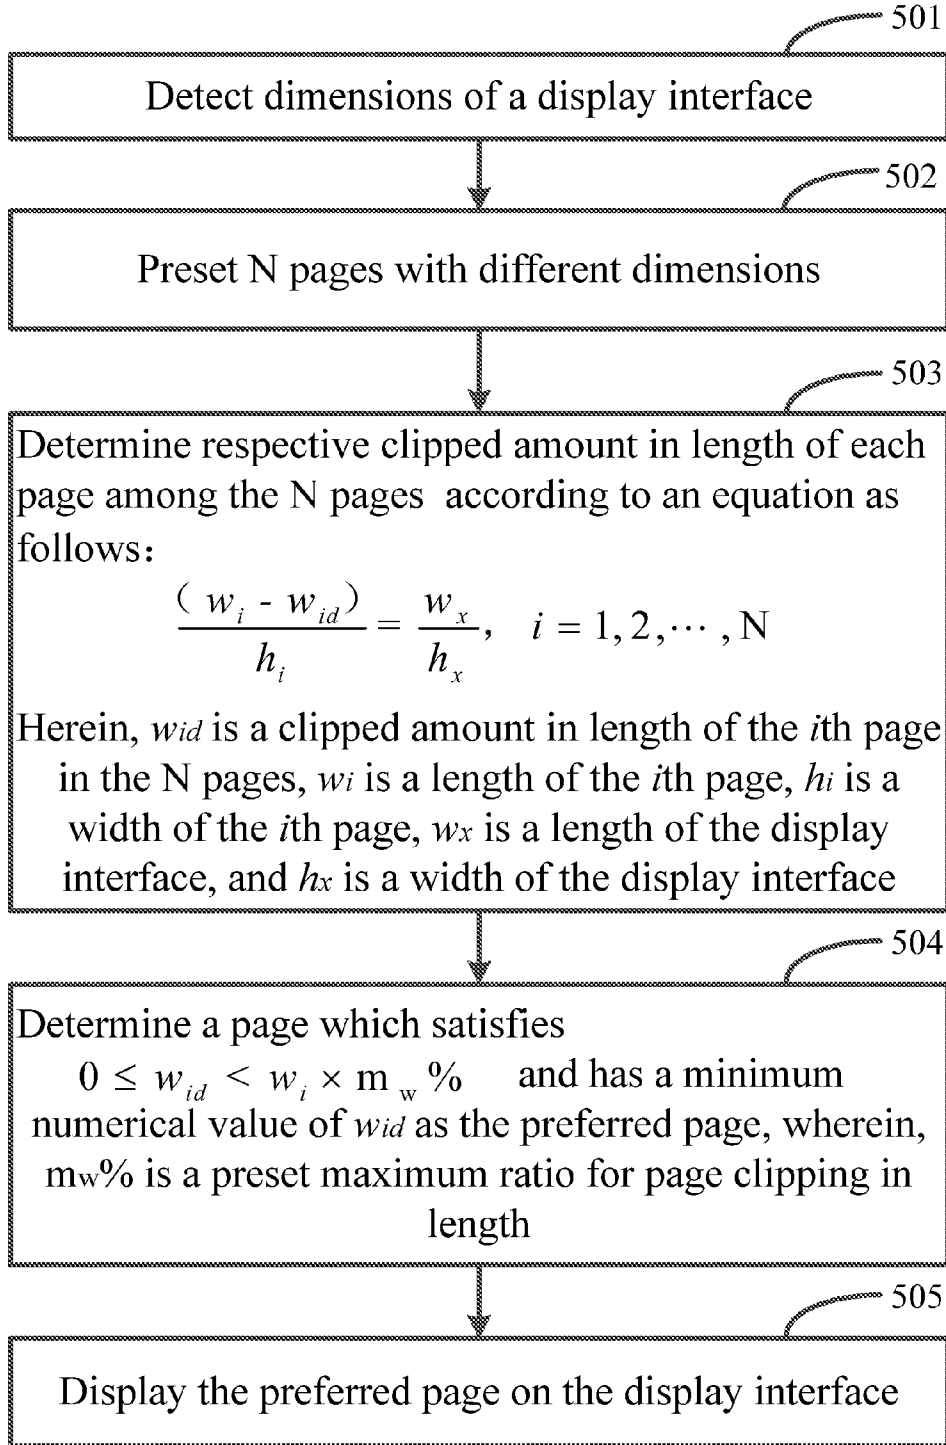 501
Detect dimensions of a display interface
502
Preset N pages with different dimensions
503
Determine respective clipped amount in length of each
page among the N pages according to an equation as
follows:
( w_i - w_id ) / h_i = w_x / h_x, i = 1, 2, ⋯ , N
Herein, wid is a clipped amount in length of the ith page
in the N pages, wi is a length of the ith page, hi is a
width of the ith page, wx is a length of the display
interface, and hx is a width of the display interface
504
Determine a page which satisfies
0 ≤ w_id < w_i × m_w % and has a minimum
numerical value of wid as the preferred page, wherein,
mw% is a preset maximum ratio for page clipping in
length
505
Display the preferred page on the display interface